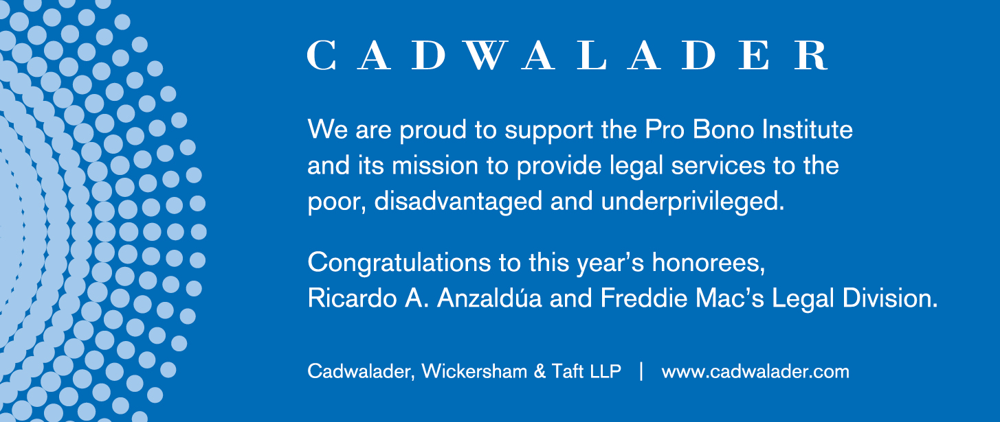 CADWALADER
We are proud to support the Pro Bono Institute
and its mission to provide legal services to the
poor, disadvantaged and underprivileged.
Congratulations to this year’s honorees,
Ricardo A. Anzaldúa and Freddie Mac’s Legal Division.
Cadwalader, Wickersham & Taft LLP | www.cadwalader.com